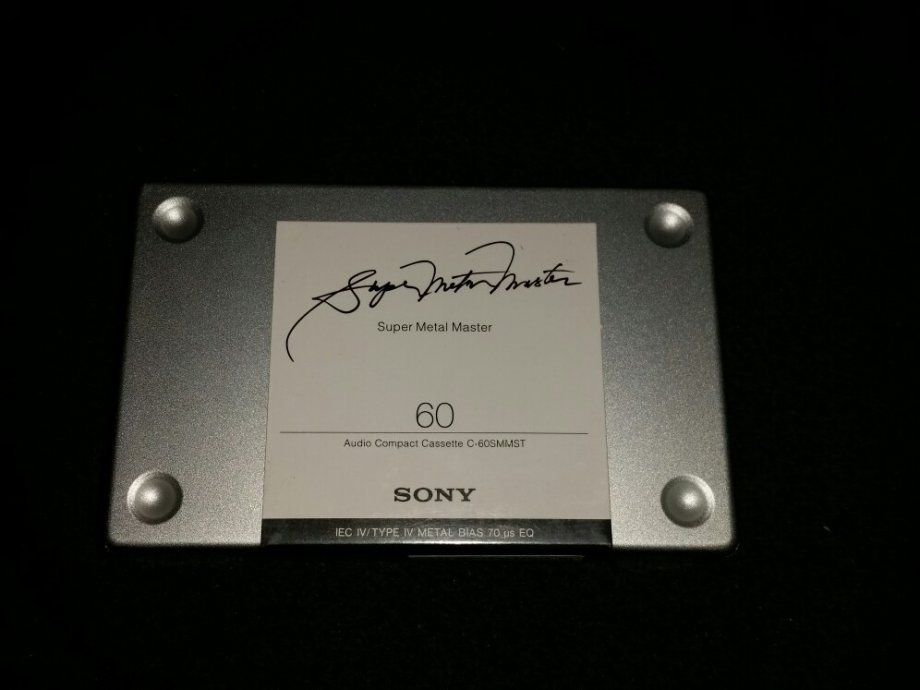 Super Metal Master
Super Metal Master
60
Audio Compact Cassette C-60SMMST
SONY
IEC IV/TYPE IV METAL BIAS 70 µs EQ